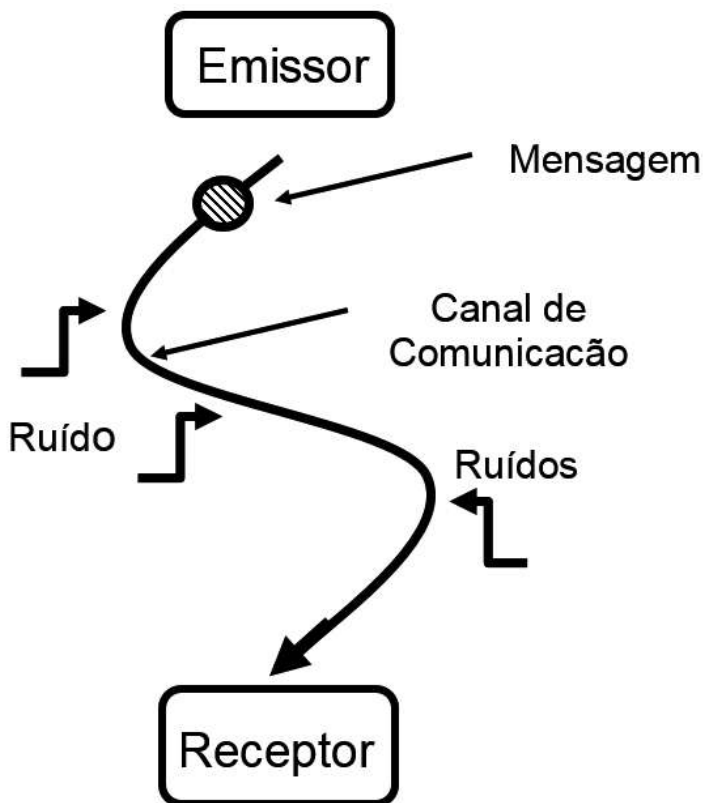 Emissor
Mensagem
Canal de
Comunicacão
Ruído
Ruídos
Receptor